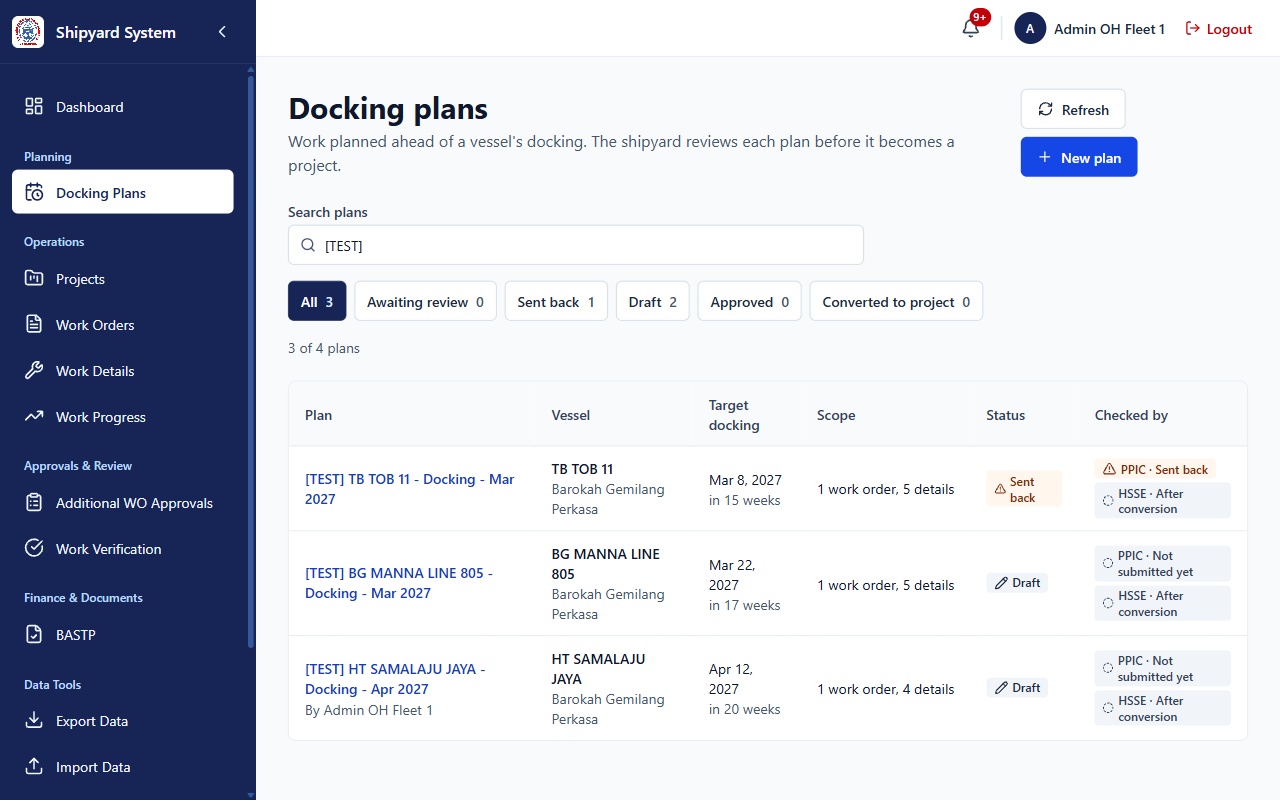 Shipyard System
9+
A
Admin OH Fleet 1
Logout
Dashboard
Planning
Docking Plans
Operations
Projects
Work Orders
Work Details
Work Progress
Approvals & Review
Additional WO Approvals
Work Verification
Finance & Documents
BASTP
Data Tools
Export Data
Import Data
Docking plans
Work planned ahead of a vessel's docking. The shipyard reviews each plan before it becomes a
project.
Refresh
New plan
Search plans
[TEST]
All 3
Awaiting review 0
Sent back 1
Draft 2
Approved 0
Converted to project 0
3 of 4 plans
Plan
Vessel
Target
docking
Scope
Status
Checked by
[TEST] TB TOB 11 - Docking - Mar
2027
TB TOB 11
Barokah Gemilang
Perkasa
Mar 8, 2027
in 15 weeks
1 work order, 5 details
Sent
back
PPIC · Sent back
HSSE · After
conversion
[TEST] BG MANNA LINE 805 -
Docking - Mar 2027
BG MANNA LINE
805
Barokah Gemilang
Perkasa
Mar 22,
2027
in 17 weeks
1 work order, 5 details
Draft
PPIC · Not
submitted yet
HSSE · After
conversion
[TEST] HT SAMALAJU JAYA -
Docking - Apr 2027
By Admin OH Fleet 1
HT SAMALAJU
JAYA
Barokah Gemilang
Perkasa
Apr 12,
2027
in 20 weeks
1 work order, 4 details
Draft
PPIC · Not
submitted yet
HSSE · After
conversion